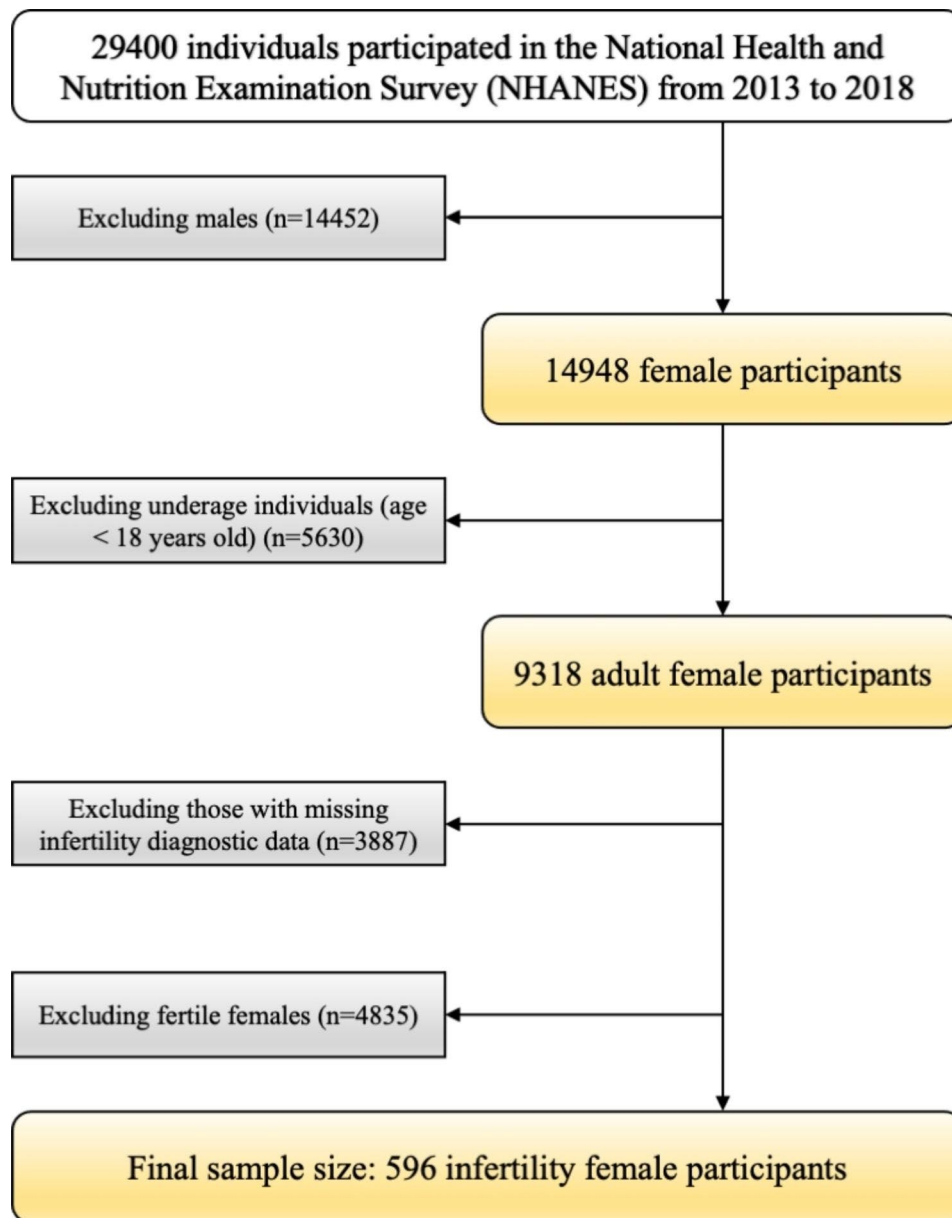 29400 individuals participated in the National Health and
Nutrition Examination Survey (NHANES) from 2013 to 2018
Excluding males (n=14452)
14948 female participants
Excluding underage individuals (age
< 18 years old) (n=5630)
9318 adult female participants
Excluding those with missing
infertility diagnostic data (n=3887)
Excluding fertile females (n=4835)
Final sample size: 596 infertility female participants